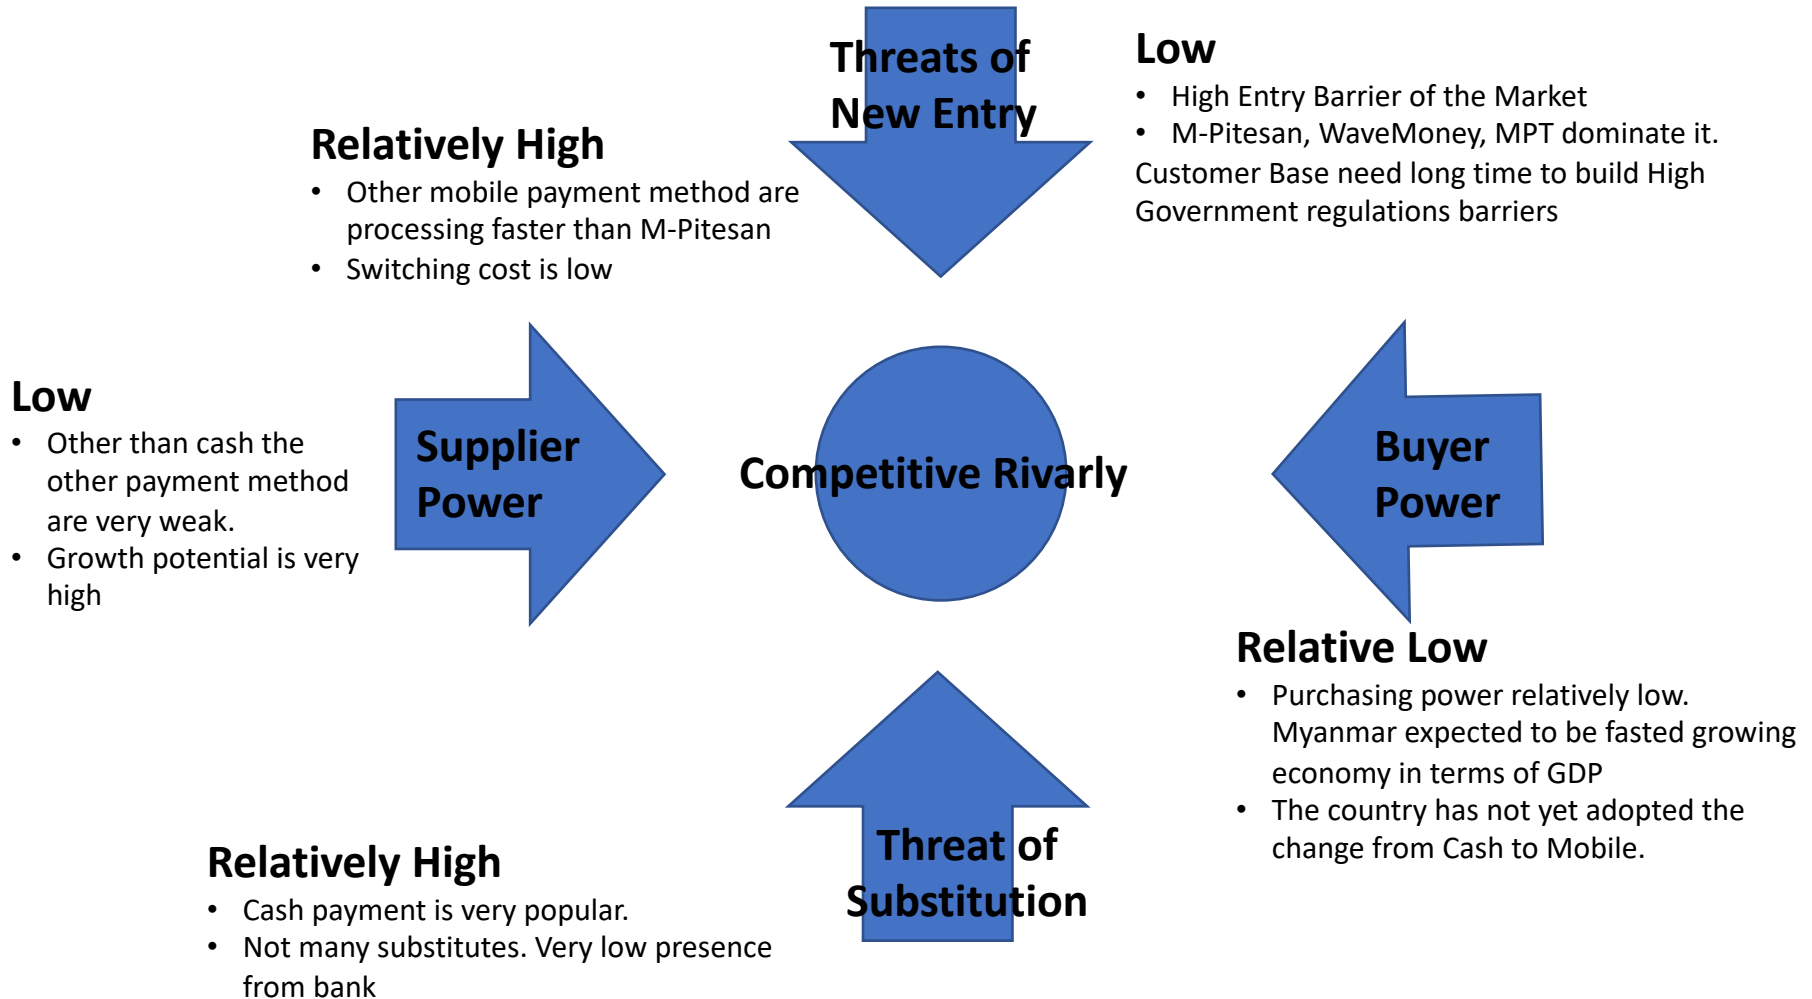 Threats of
New Entry
Low
• High Entry Barrier of the Market
• M-Pitesan, WaveMoney, MPT dominate it.
Customer Base need long time to build High
Government regulations barriers
Relatively High
• Other mobile payment method are
processing faster than M-Pitesan
• Switching cost is low
Low
• Other than cash the
other payment method
are very weak.
• Growth potential is very
high
Supplier
Power
Competitive Rivarly
Buyer
Power
Relative Low
• Purchasing power relatively low.
Myanmar expected to be fasted growing
economy in terms of GDP
• The country has not yet adopted the
change from Cash to Mobile.
Threat of
Substitution
Relatively High
• Cash payment is very popular.
• Not many substitutes. Very low presence
from bank